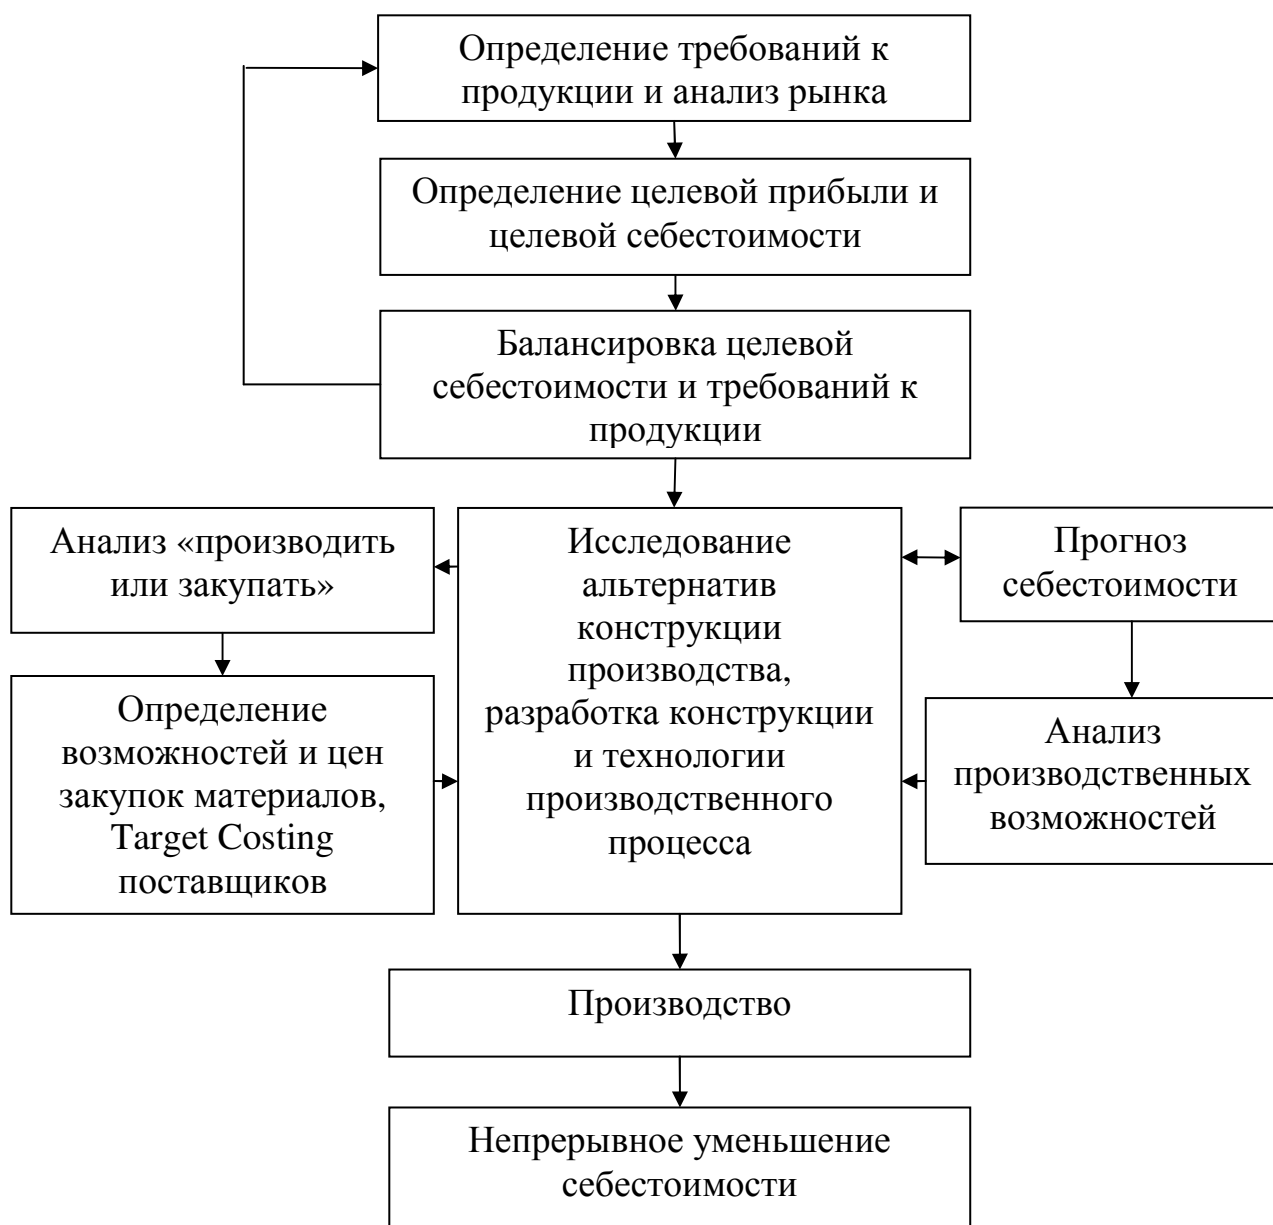 Определение требований к
продукции и анализ рынка
Определение целевой прибыли и
целевой себестоимости
Балансировка целевой
себестоимости и требований к
продукции
Анализ «производить
или закупать»
Определение
возможностей и цен
закупок материалов,
Target Costing
поставщиков
Исследование
альтернатив
конструкции
производства,
разработка конструкции
и технологии
производственного
процесса
Прогноз
себестоимости
Анализ
производственных
возможностей
Производство
Непрерывное уменьшение
себестоимости